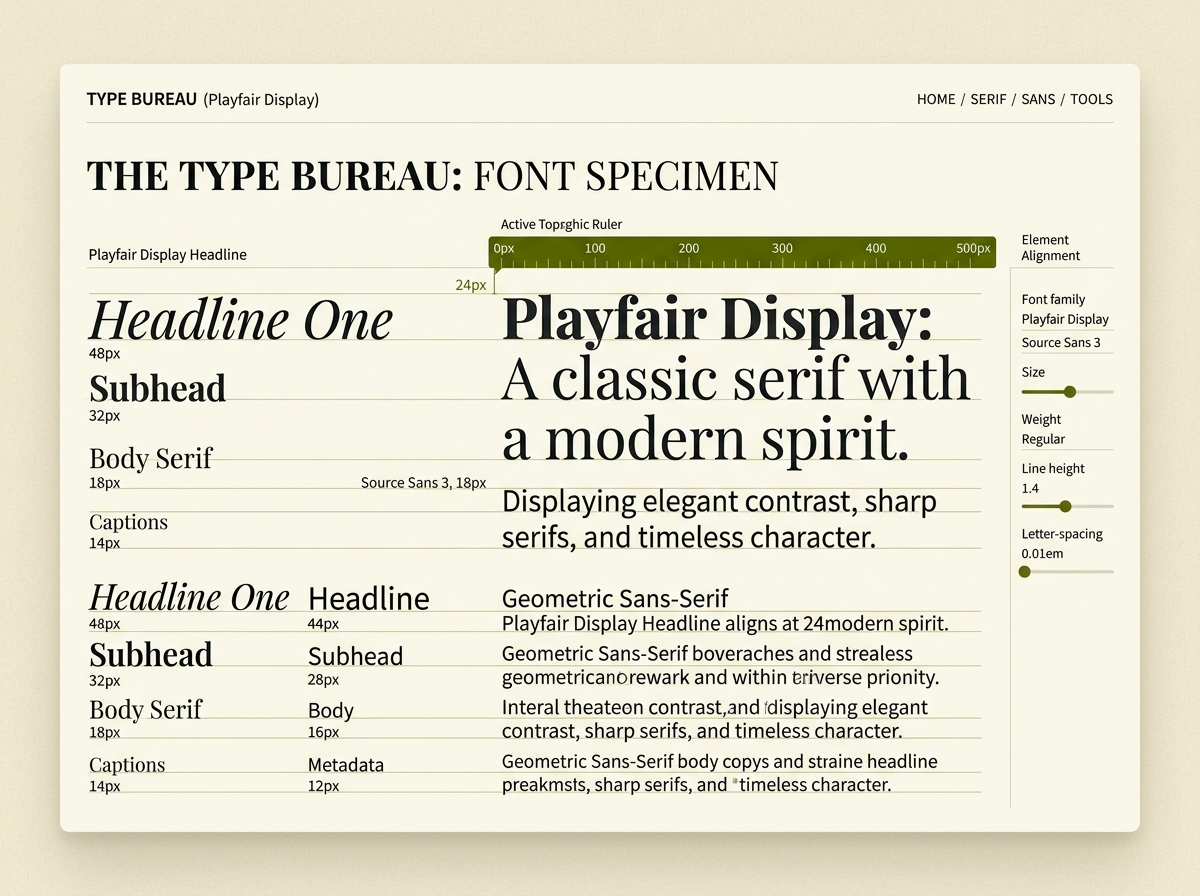 TYPE BUREAU (Playfair Display)
HOME / SERIF / SANS / TOOLS
THE TYPE BUREAU: FONT SPECIMEN
Active Toprghic Ruler
Playfair Display Headline
0px 100 200 300 400 500px
24px
Headline One
48px
Subhead
32px
Body Serif
18px
Source Sans 3, 18px
Captions
14px
Playfair Display:
A classic serif with
a modern spirit.
Displaying elegant contrast, sharp
serifs, and timeless character.
Element
Alignment
Font family
Playfair Display
Source Sans 3
Size
Weight
Regular
Line height
1.4
Letter-spacing
0.01em
Headline One
48px
Subhead
32px
Body Serif
18px
Captions
14px
Headline
44px
Subhead
28px
Body
16px
Metadata
12px
Geometric Sans-Serif
Playfair Display Headline aligns at 24modern spirit.
Geometric Sans-Serif boveraches and strealess
rewark and within prionity.
Interal theateon contrast, and displaying elegant
contrast, sharp serifs, and timeless character.
Geometric Sans-Serif body copys and straine headline
preakmsts, sharp serifs, and timeless character.